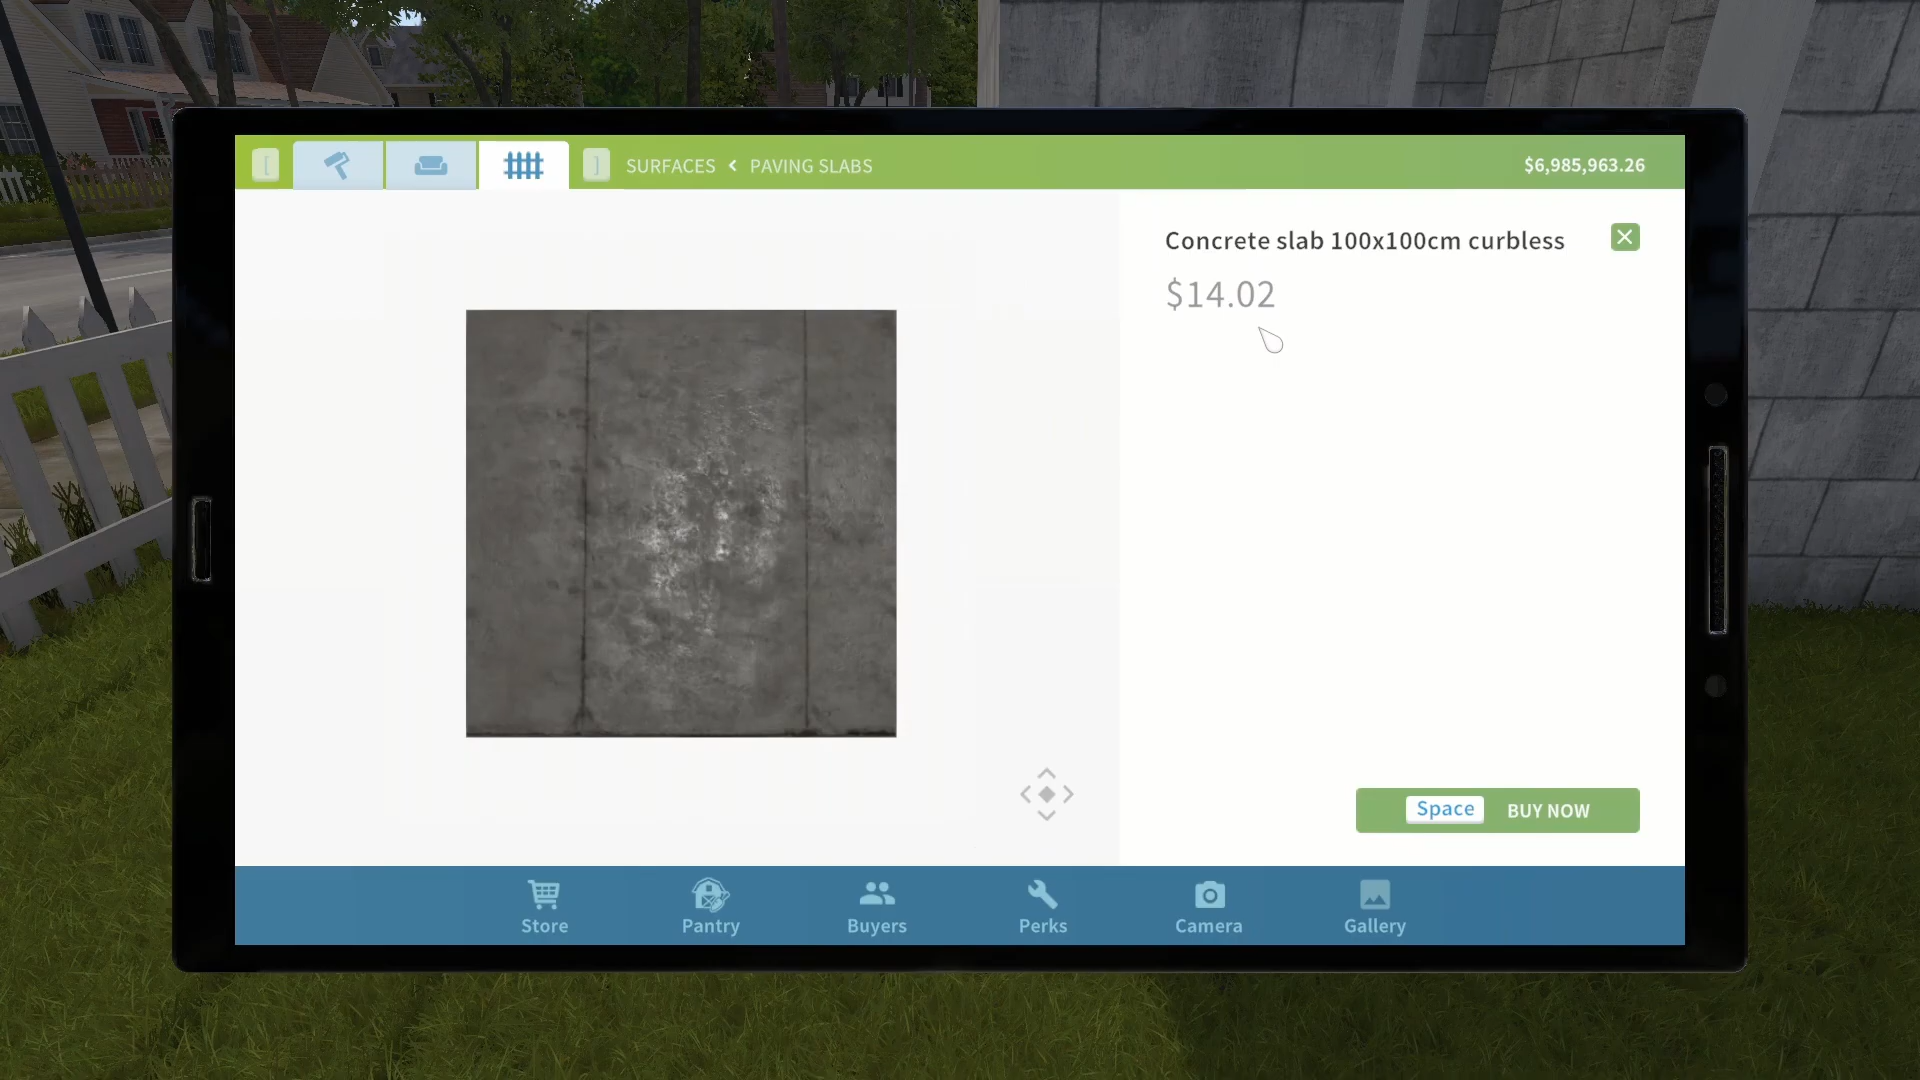 [
] SURFACES < PAVING SLABS
$6,985,963.26
Concrete slab 100x100cm curbless
$14.02
Space BUY NOW
Store Pantry Buyers Perks Camera Gallery